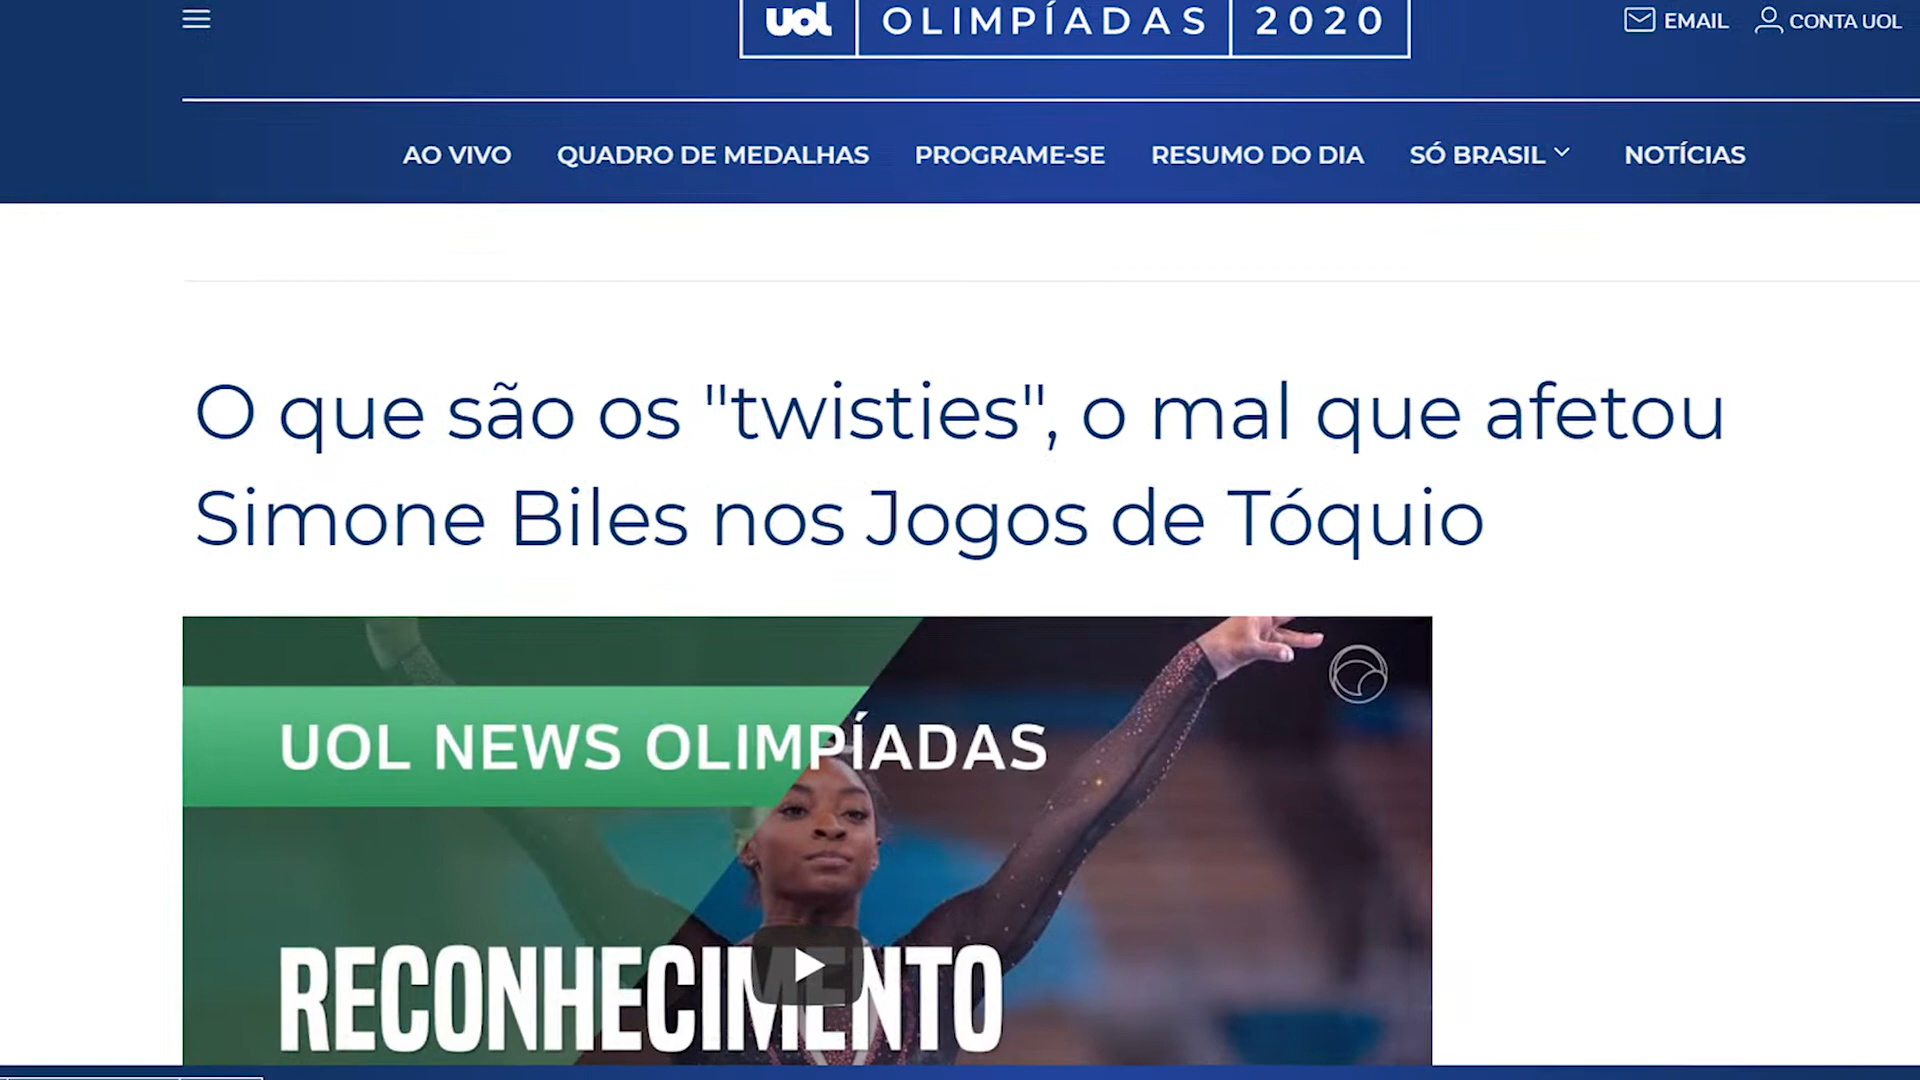 uol OLIMPÍADAS 2020
EMAIL CONTA UOL
AO VIVO QUADRO DE MEDALHAS PROGRAME-SE RESUMO DO DIA SÓ BRASIL NOTÍCIAS
O que são os "twisties", o mal que afetou
Simone Biles nos Jogos de Tóquio
UOL NEWS OLIMPÍADAS
RECONHECIMENTO